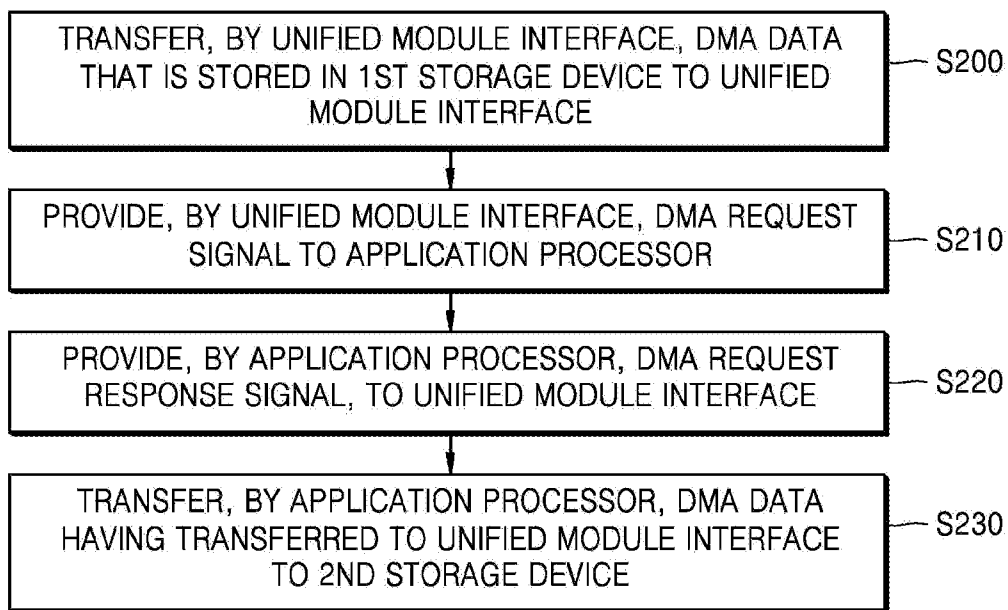 TRANSFER, BY UNIFIED MODULE INTERFACE, DMA DATA
THAT IS STORED IN 1ST STORAGE DEVICE TO UNIFIED
MODULE INTERFACE
S200
PROVIDE, BY UNIFIED MODULE INTERFACE, DMA REQUEST
SIGNAL TO APPLICATION PROCESSOR
S210
PROVIDE, BY APPLICATION PROCESSOR, DMA REQUEST
RESPONSE SIGNAL, TO UNIFIED MODULE INTERFACE
S220
TRANSFER, BY APPLICATION PROCESSOR, DMA DATA
HAVING TRANSFERRED TO UNIFIED MODULE INTERFACE
TO 2ND STORAGE DEVICE
S230